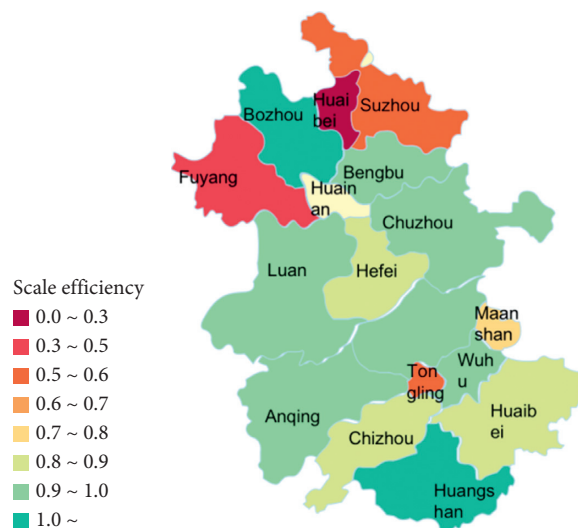 Bozhou
Huai
bei
Suzhou
Fuyang
Bengbu
Huain
an
Chuzhou
Luan
Hefei
Maan
shan
Wuh
u
Ton
gling
Anqing
Huaib
ei
Chizhou
Huangs
han
Scale efficiency
0.0 ~ 0.3
0.3 ~ 0.5
0.5 ~ 0.6
0.6 ~ 0.7
0.7 ~ 0.8
0.8 ~ 0.9
0.9 ~ 1.0
1.0 ~